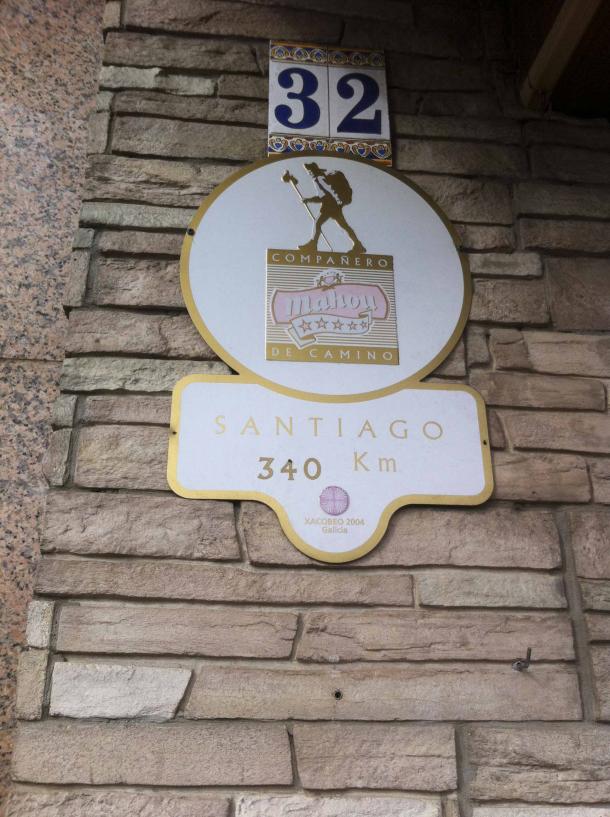 32
COMPAÑERO
Mahou
DE CAMINO
SANTIAGO
340 Km
XACOBEO 2004
Galicia